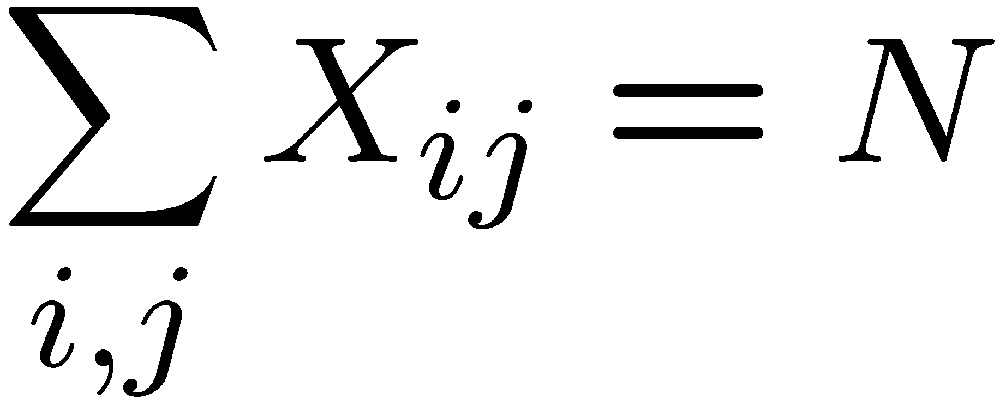 ∑_{i,j} X_{ij} = N